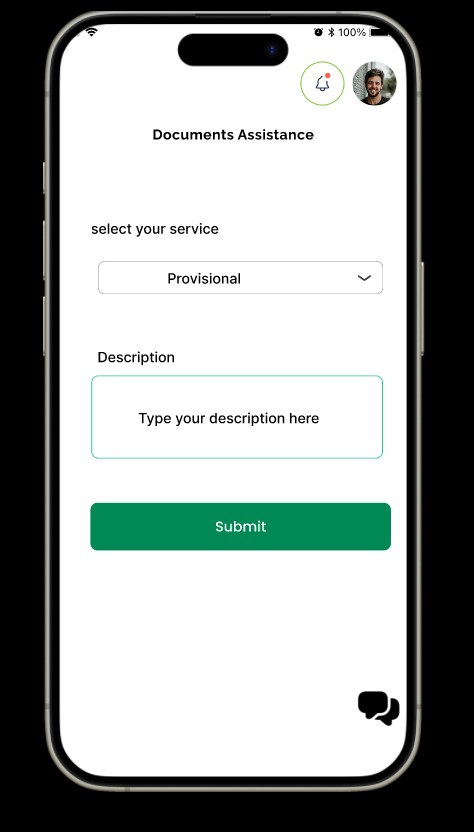 100%
Documents Assistance
select your service
Provisional
Description
Type your description here
Submit